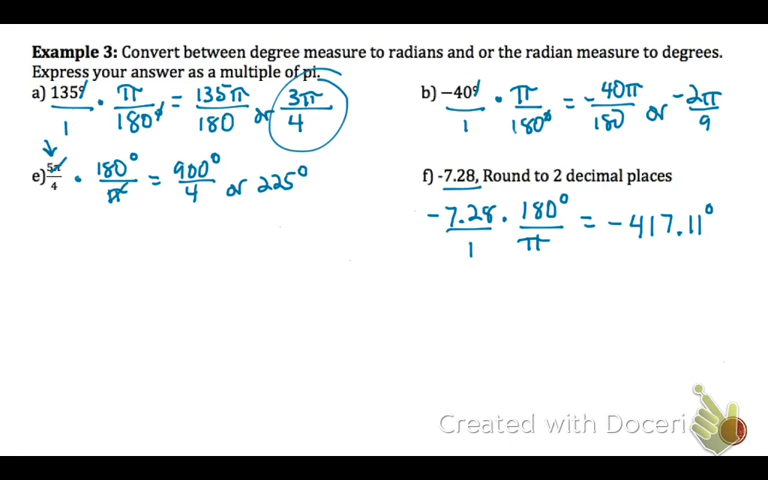 Example 3: Convert between degree measure to radians and or the radian measure to degrees.
Express your answer as a multiple of pi.
a) 135° / 1 · π / 180° = 135π / 180 or 3π / 4
b) −40° / 1 · π / 180° = -40π / 180 or -2π / 9
e) 5π / 4 · 180° / π = 900° / 4 or 225°
f) -7.28, Round to 2 decimal places
-7.28 / 1 · 180° / π = -417.11°
Created with Doceri